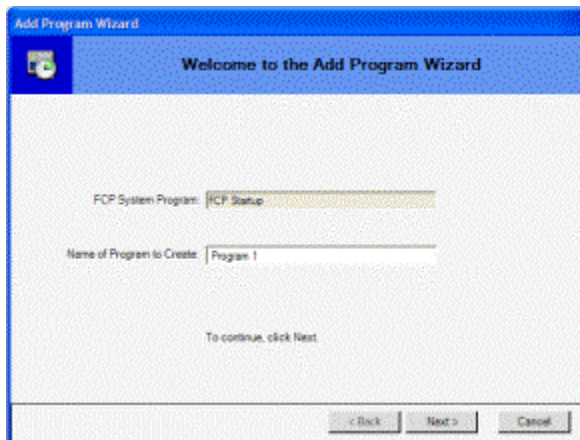 Add Program Wizard
Welcome to the Add Program Wizard
FCP System Program: FCP Startup
Name of Program to Create: Program 1
To continue, click Next.
< Back Next > Cancel